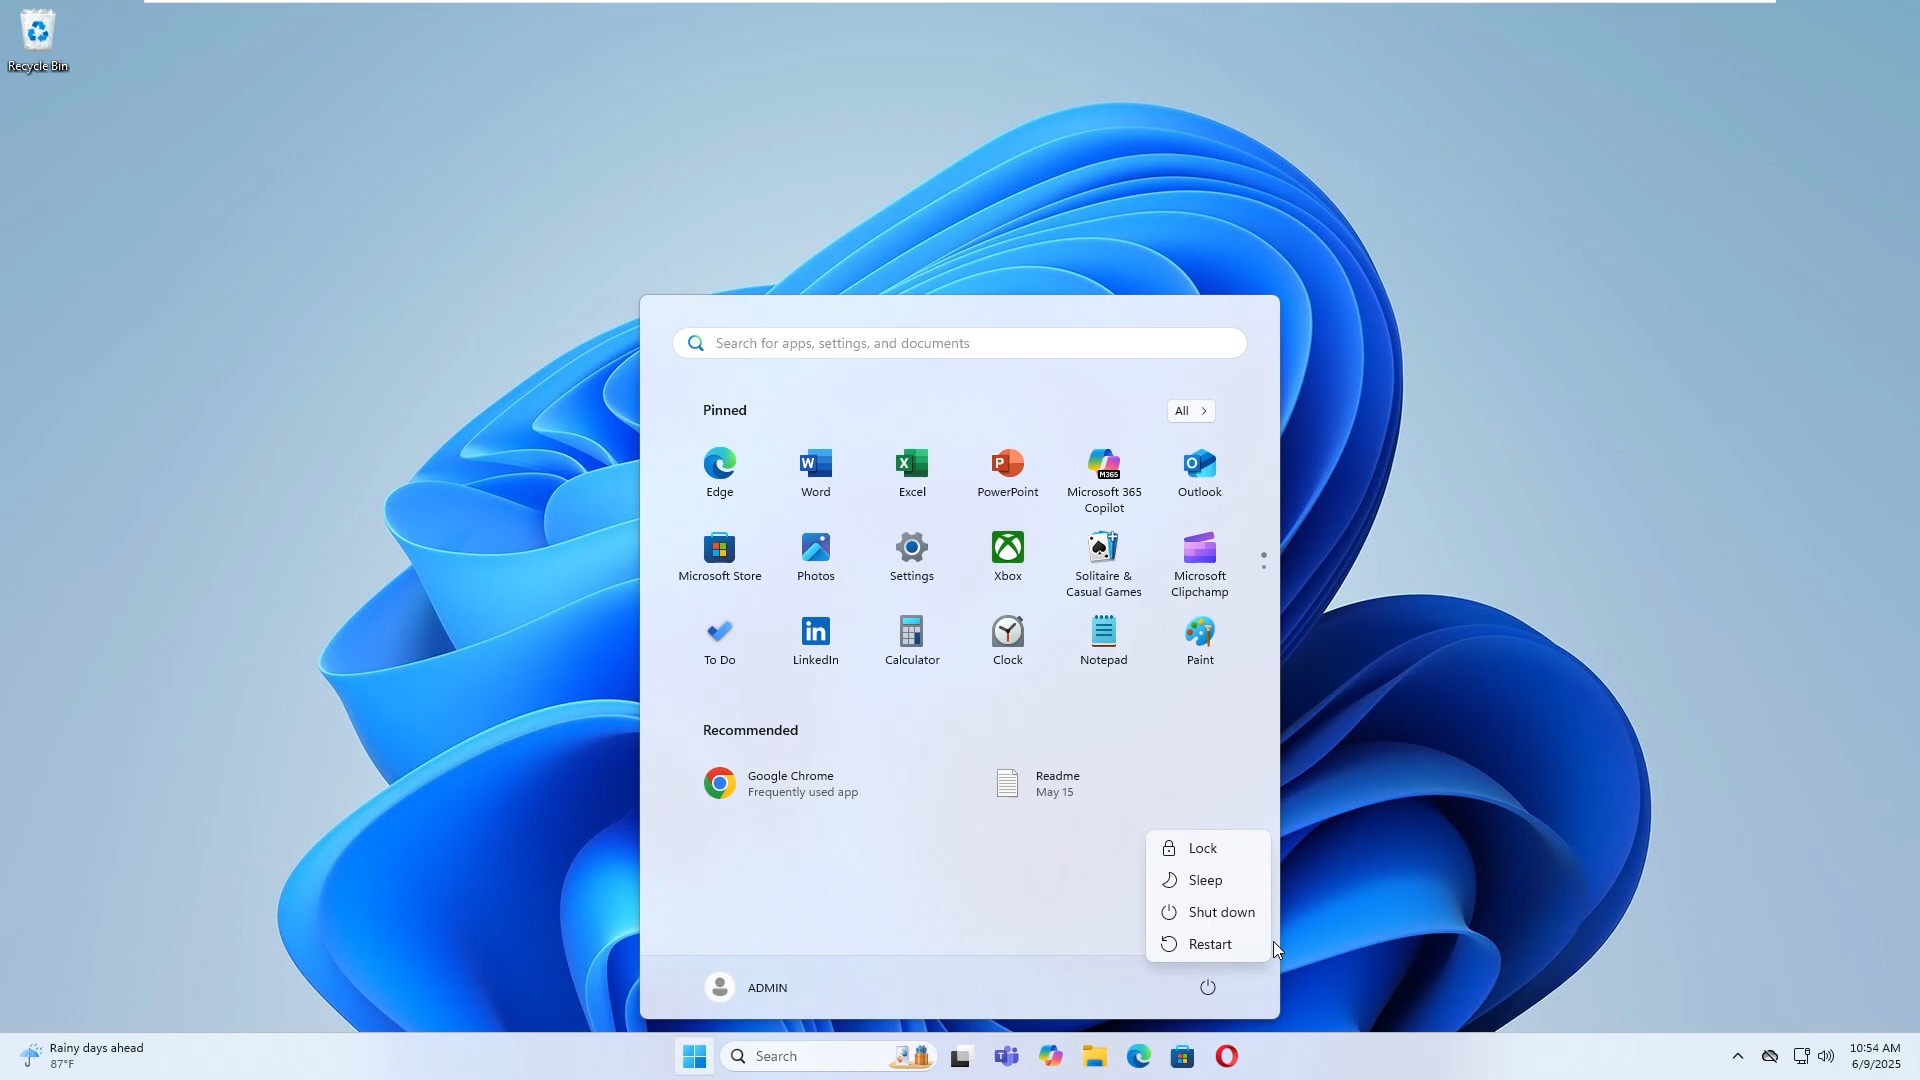 Recycle Bin
Search for apps, settings, and documents
Pinned
All
Edge
Word
Excel
PowerPoint
Microsoft 365
Copilot
Outlook
Microsoft Store
Photos
Settings
Xbox
Solitaire &
Casual Games
Microsoft
Clipchamp
To Do
LinkedIn
Calculator
Clock
Notepad
Paint
Recommended
Google Chrome
Frequently used app
Readme
May 15
Lock
Sleep
Shut down
Restart
ADMIN
Rainy days ahead
87°F
Search
10:54 AM
6/9/2025